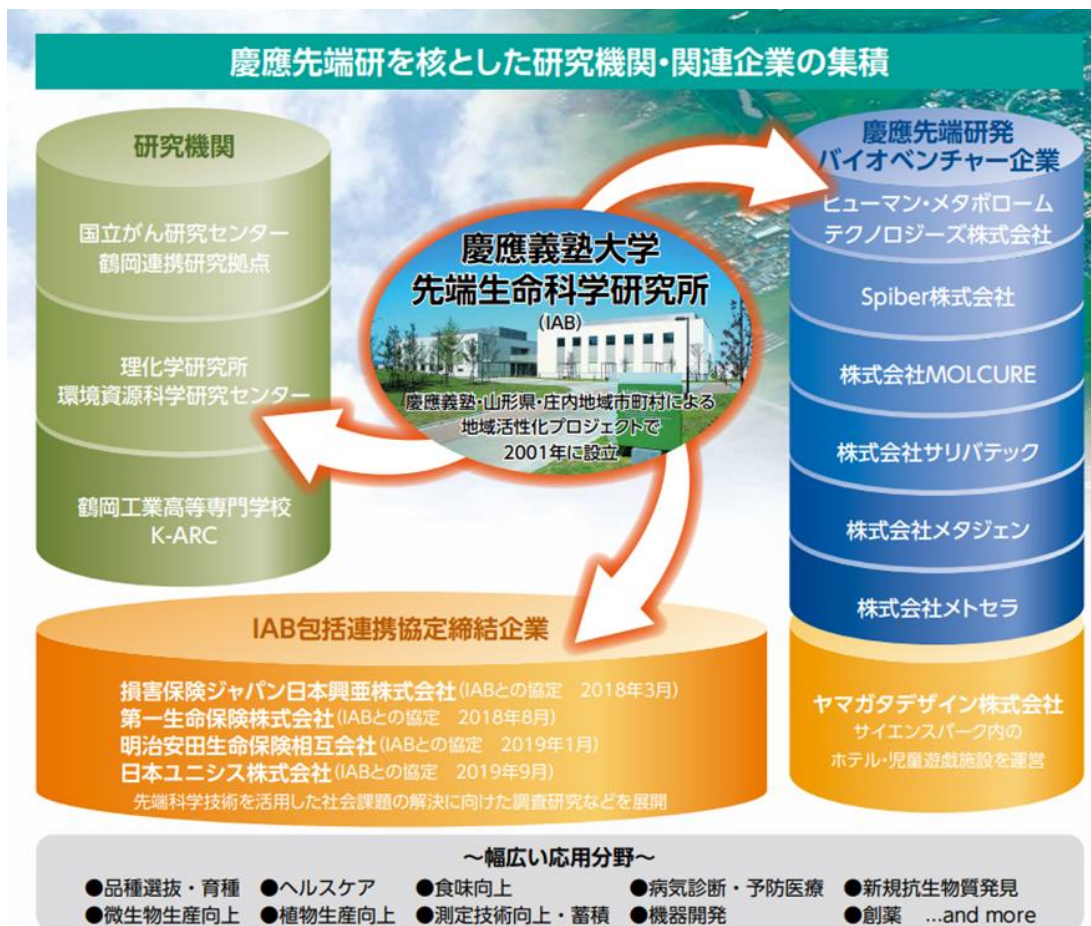 慶應先端研を核とした研究機関・関連企業の集積
研究機関
国立がん研究センター
鶴岡連携研究拠点
理化学研究所
環境資源科学研究センター
鶴岡工業高等専門学校
K-ARC
慶應義塾大学
先端生命科学研究所
(IAB)
慶應義塾・山形県・庄内地域市町村による
地域活性化プロジェクトで
2001年に設立
慶應先端研発
バイオベンチャー企業
ヒューマン・メタボローム
テクノロジーズ株式会社
Spiber株式会社
株式会社MOLCURE
株式会社サリバテック
株式会社メタジェン
株式会社メトセラ
ヤマガタデザイン株式会社
サイエンスパーク内の
ホテル・児童遊戯施設を運営
IAB包括連携協定締結企業
損害保険ジャパン日本興亜株式会社(IABとの協定 2018年3月)
第一生命保険株式会社(IABとの協定 2018年8月)
明治安田生命保険相互会社(IABとの協定 2019年1月)
日本ユニシス株式会社(IABとの協定 2019年9月)
先端科学技術を活用した社会課題の解決に向けた調査研究などを展開
～幅広い応用分野～
●品種選抜・育種 ●ヘルスケア ●食味向上 ●病気診断・予防医療 ●新規抗生物質発見
●微生物生産向上 ●植物生産向上 ●測定技術向上・蓄積 ●機器開発 ●創薬 …and more